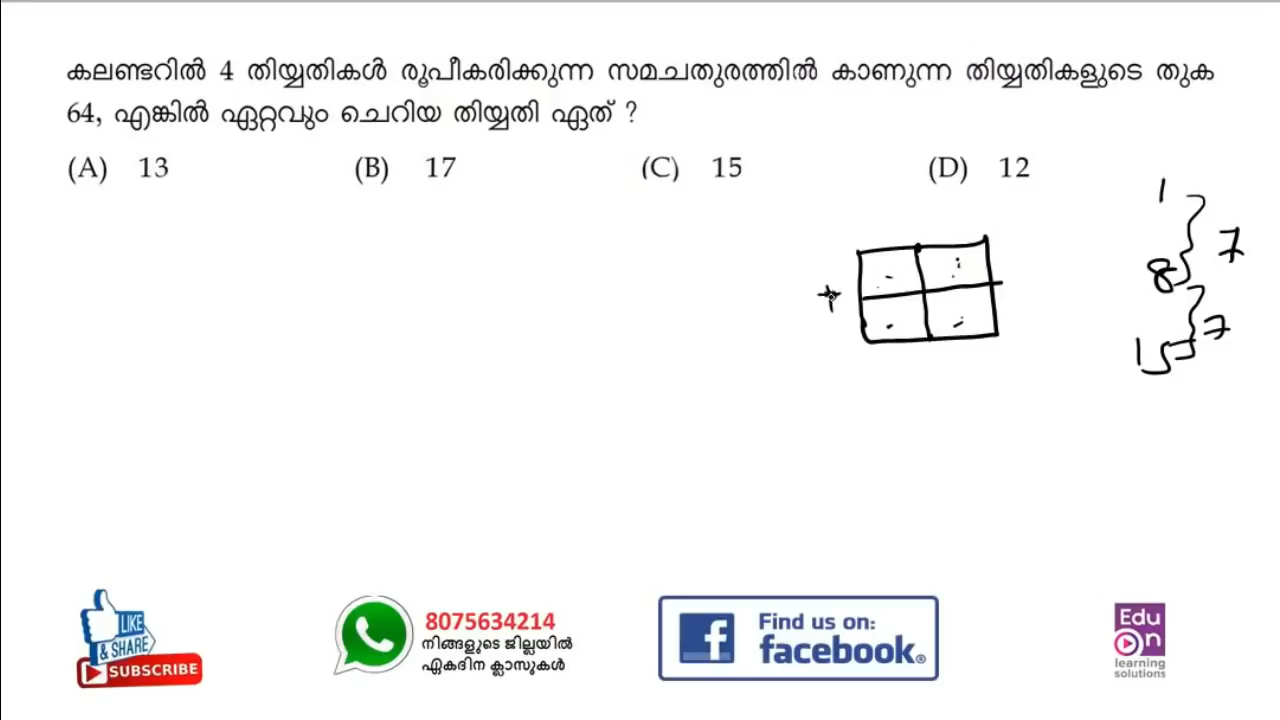 കലണ്ടറിൽ 4 തിയ്യതികൾ രൂപീകരിക്കുന്ന സമചതുരത്തിൽ കാണുന്ന തിയ്യതികളുടെ തുക
64, എങ്കിൽ ഏറ്റവും ചെറിയ തിയ്യതി ഏത് ?
(A) 13 (B) 17 (C) 15 (D) 12
1
7
8
7
15
LIKE
& SHARE
SUBSCRIBE
8075634214
നിങ്ങളുടെ ജില്ലയിൽ
ഏകദിന ക്ലാസുകൾ
f Find us on:
facebook®
Edu
On
learning
solutions